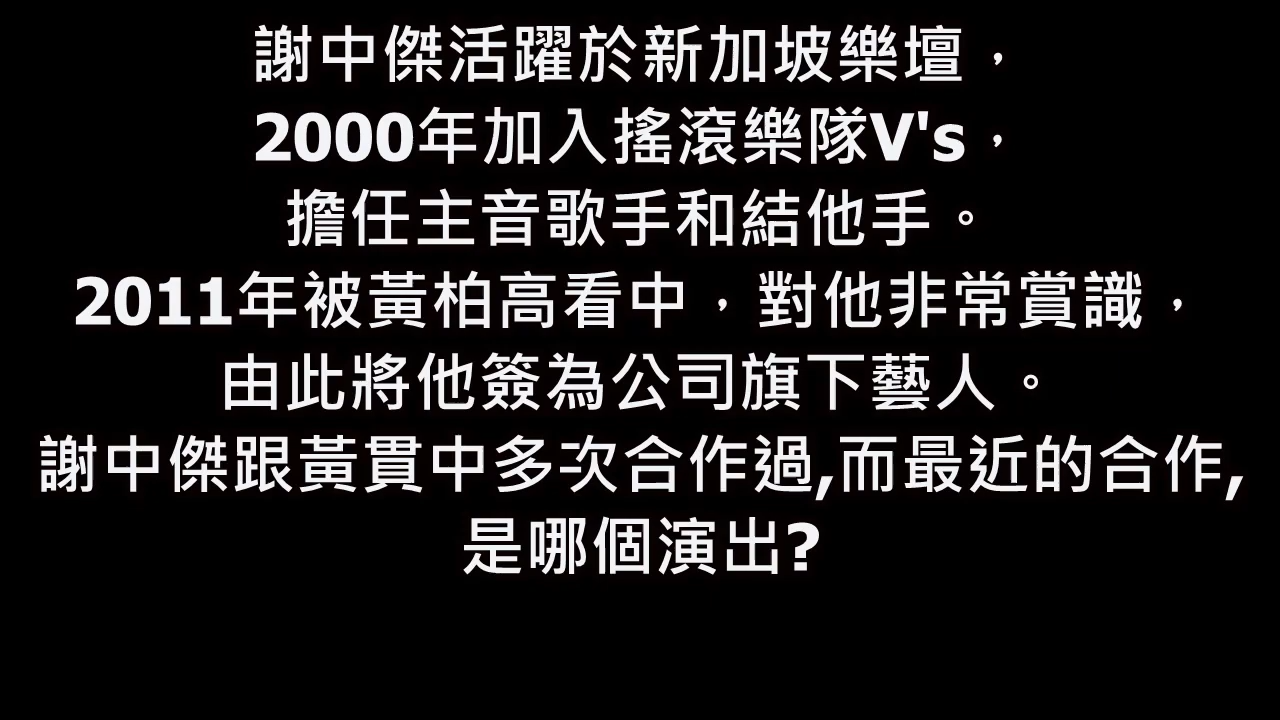 謝中傑活躍於新加坡樂壇，
2000年加入搖滾樂隊V's，
擔任主音歌手和結他手。
2011年被黃柏高看中，對他非常賞識，
由此將他簽為公司旗下藝人。
謝中傑跟黃貫中多次合作過,而最近的合作,
是哪個演出?